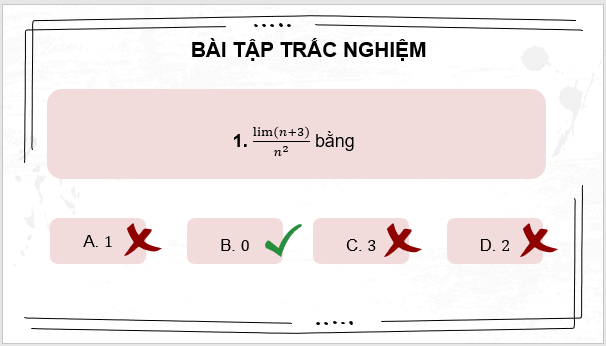 BÀI TẬP TRẮC NGHIỆM
1. lim(n+3)/n² bằng
A. 1
B. 0
C. 3
D. 2